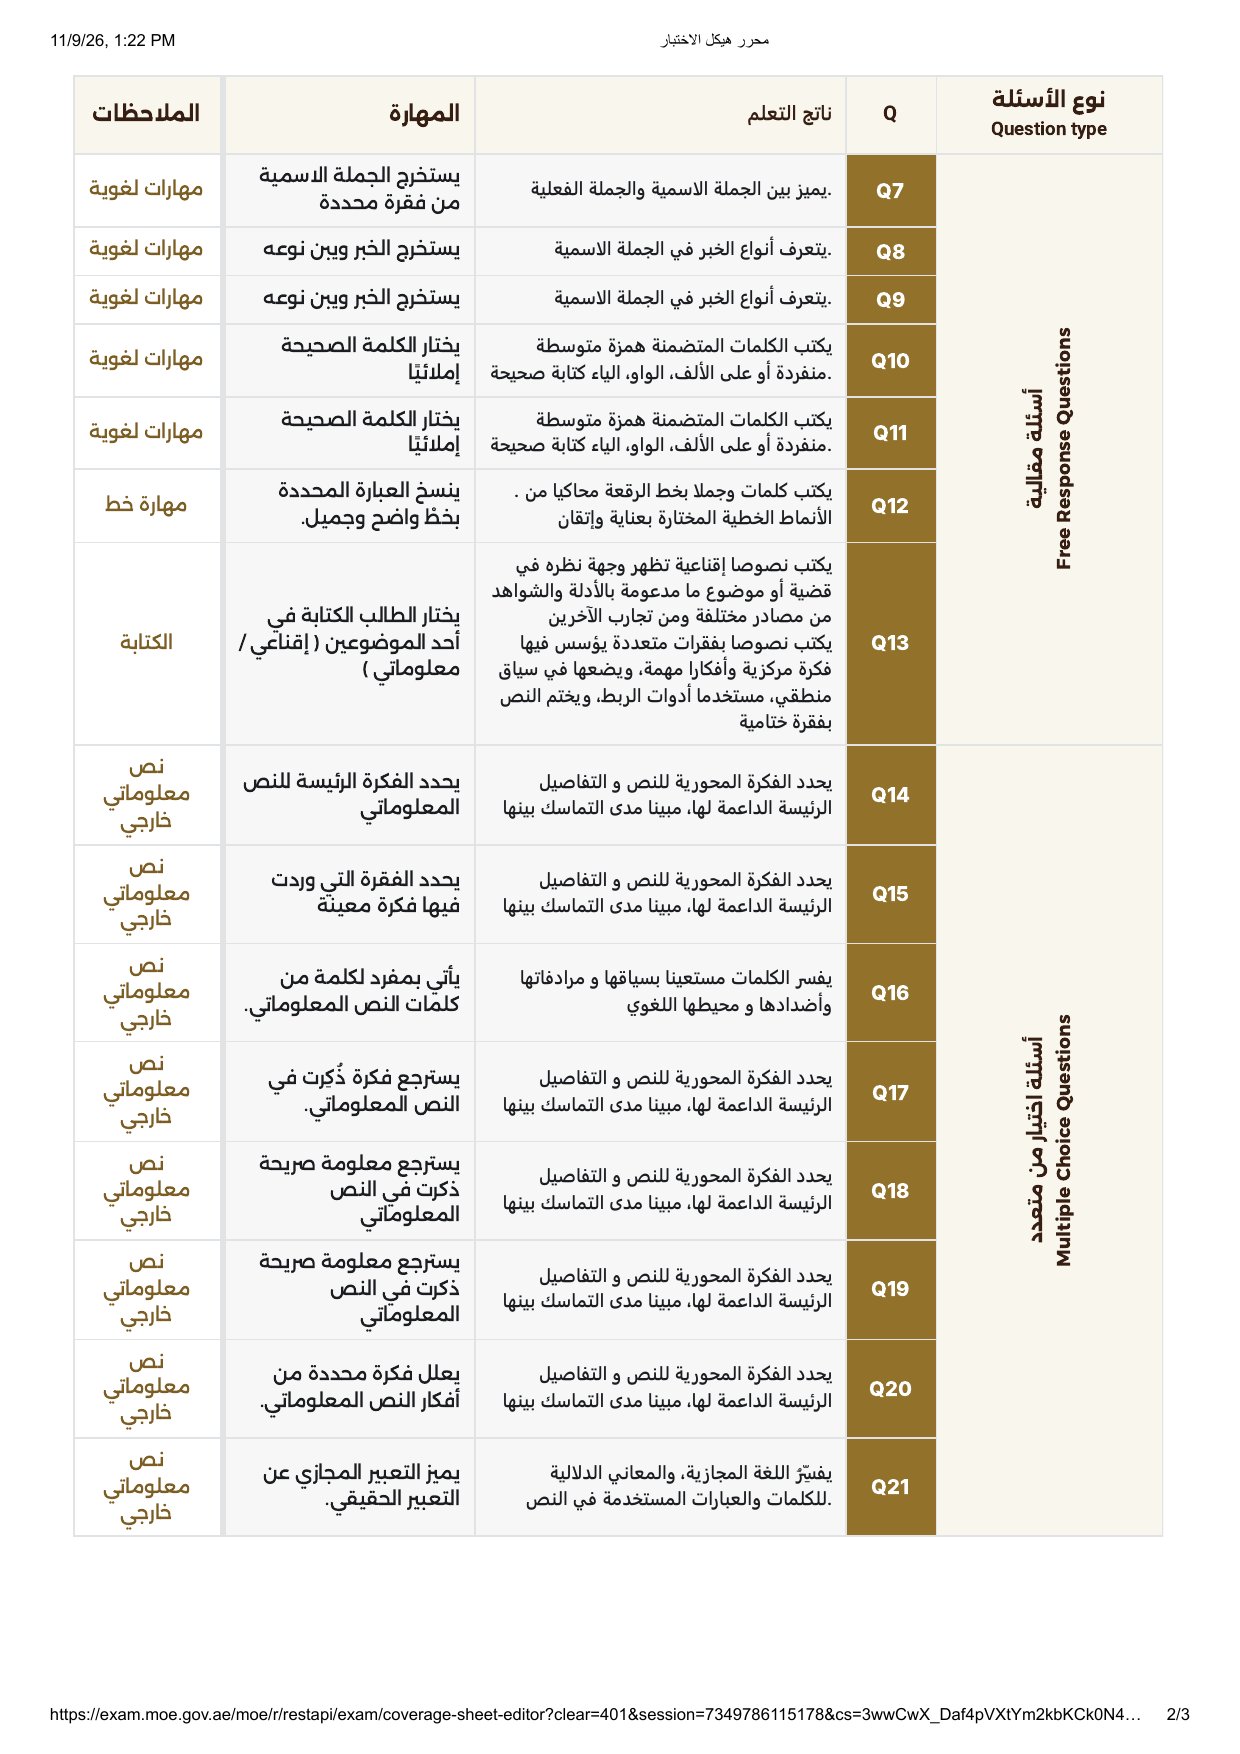 11/9/26, 1:22 PM
محرر هيكل الاختبار
نوع الأسئلة
Question type
Q
ناتج التعلم
المهارة
الملاحظات
أسئلة مقالية
Free Response Questions
Q7
يميز بين الجملة الاسمية والجملة الفعلية.
يستخرج الجملة الاسمية
من فقرة محددة
مهارات لغوية
Q8
يتعرف أنواع الخبر في الجملة الاسمية.
يستخرج الخبر ويبن نوعه
مهارات لغوية
Q9
يتعرف أنواع الخبر في الجملة الاسمية.
يستخرج الخبر ويبن نوعه
مهارات لغوية
Q10
يكتب الكلمات المتضمنة همزة متوسطة
منفردة أو على الألف، الواو، الياء كتابة صحيحة.
يختار الكلمة الصحيحة
إملائيًا
مهارات لغوية
Q11
يكتب الكلمات المتضمنة همزة متوسطة
منفردة أو على الألف، الواو، الياء كتابة صحيحة.
يختار الكلمة الصحيحة
إملائيًا
مهارات لغوية
Q12
يكتب كلمات وجملا بخط الرقعة محاكيا من .
الأنماط الخطية المختارة بعناية وإتقان
ينسخ العبارة المحددة
بخطْ واضح وجميل.
مهارة خط
Q13
يكتب نصوصا إقناعية تظهر وجهة نظره في
قضية أو موضوع ما مدعومة بالأدلة والشواهد
من مصادر مختلفة ومن تجارب الآخرين
يكتب نصوصا بفقرات متعددة يؤسس فيها
فكرة مركزية وأفكارا مهمة، ويضعها في سياق
منطقي، مستخدما أدوات الربط، ويختم النص
بفقرة ختامية
يختار الطالب الكتابة في
أحد الموضوعين ( إقناعي /
معلوماتي )
الكتابة
أسئلة اختيار من متعدد
Multiple Choice Questions
Q14
يحدد الفكرة المحورية للنص و التفاصيل
الرئيسة الداعمة لها، مبينا مدى التماسك بينها
يحدد الفكرة الرئيسة للنص
المعلوماتي
نص
معلوماتي
خارجي
Q15
يحدد الفكرة المحورية للنص و التفاصيل
الرئيسة الداعمة لها، مبينا مدى التماسك بينها
يحدد الفقرة التي وردت
فيها فكرة معينة
نص
معلوماتي
خارجي
Q16
يفسر الكلمات مستعينا بسياقها و مرادفاتها
وأضدادها و محيطها اللغوي
يأتي بمفرد لكلمة من
كلمات النص المعلوماتي.
نص
معلوماتي
خارجي
Q17
يحدد الفكرة المحورية للنص و التفاصيل
الرئيسة الداعمة لها، مبينا مدى التماسك بينها
يسترجع فكرة ذُكِرت في
النص المعلوماتي.
نص
معلوماتي
خارجي
Q18
يحدد الفكرة المحورية للنص و التفاصيل
الرئيسة الداعمة لها، مبينا مدى التماسك بينها
يسترجع معلومة صريحة
ذكرت في النص
المعلوماتي
نص
معلوماتي
خارجي
Q19
يحدد الفكرة المحورية للنص و التفاصيل
الرئيسة الداعمة لها، مبينا مدى التماسك بينها
يسترجع معلومة صريحة
ذكرت في النص
المعلوماتي
نص
معلوماتي
خارجي
Q20
يحدد الفكرة المحورية للنص و التفاصيل
الرئيسة الداعمة لها، مبينا مدى التماسك بينها
يعلل فكرة محددة من
أفكار النص المعلوماتي.
نص
معلوماتي
خارجي
Q21
يفسِّرُ اللغة المجازية، والمعاني الدلالية
للكلمات والعبارات المستخدمة في النص.
يميز التعبير المجازي عن
التعبير الحقيقي.
نص
معلوماتي
خارجي
https://exam.moe.gov.ae/moe/r/restapi/exam/coverage-sheet-editor?clear=401&session=7349786115178&cs=3wwCwX_Daf4pVXtYm2kbKCk0N4…
2/3